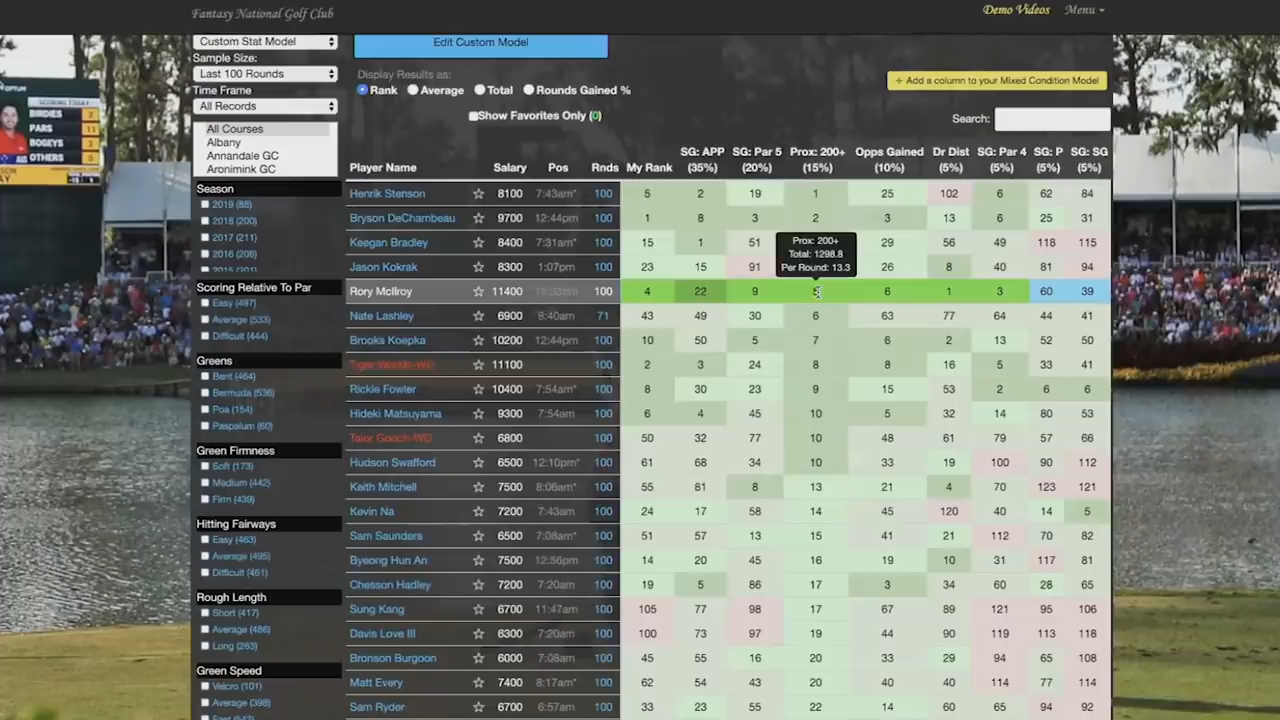 Fantasy National Golf Club
Demo Videos Menu
Custom Stat Model
Edit Custom Model
Sample Size:
Last 100 Rounds
Display Results as:
Time Frame
Rank Average Total Rounds Gained %
+ Add a column to your Mixed Condition Model
All Records
Show Favorites Only (0)
Search:
All Courses
Albany
Annandale GC
Aronimink GC
Season
2019 (88)
2018 (200)
2017 (211)
2016 (208)
2015 (201)
Scoring Relative To Par
Easy (497)
Average (533)
Difficult (444)
Greens
Bent (464)
Bermuda (536)
Poa (154)
Paspalum (60)
Green Firmness
Soft (173)
Medium (442)
Firm (439)
Hitting Fairways
Easy (463)
Average (495)
Difficult (461)
Rough Length
Short (417)
Average (486)
Long (263)
Green Speed
Velcro (101)
Average (398)
SG: APP SG: Par 5 Prox: 200+ Opps Gained Dr Dist SG: Par 4 SG: P SG: SG
Player Name Salary Pos Rnds My Rank (35%) (20%) (15%) (10%) (5%) (5%) (5%) (5%)
Henrik Stenson 8100 7:43am* 100 5 2 19 1 25 102 6 62 84
Bryson DeChambeau 9700 12:44pm 100 1 8 3 2 3 13 6 25 31
Keegan Bradley 8400 7:31am* 100 15 1 51 29 56 49 118 115
Prox: 200+
Total: 1298.8
Per Round: 13.3
Jason Kokrak 8300 1:07pm 100 23 15 91 26 8 40 81 94
Rory McIlroy 11400 100 4 22 9 6 1 3 60 39
Nate Lashley 6900 8:40am 71 43 49 30 6 63 77 64 44 41
Brooks Koepka 10200 12:44pm 100 10 50 5 7 6 2 13 52 50
Tiger Woods-WD 11100 100 2 3 24 8 8 16 5 33 41
Rickie Fowler 10400 7:54am* 100 8 30 23 9 15 53 2 6 6
Hideki Matsuyama 9300 7:54am 100 6 4 45 10 5 32 14 80 53
Talor Gooch-WD 6800 100 50 32 77 10 48 61 79 57 66
Hudson Swafford 6500 12:10pm* 100 61 68 34 10 33 19 100 90 112
Keith Mitchell 7500 8:06am* 100 55 81 8 13 21 4 70 123 121
Kevin Na 7200 7:43am 100 24 17 58 14 45 120 40 14 5
Sam Saunders 6500 7:08am* 100 51 57 13 15 41 21 112 70 82
Byeong Hun An 7500 12:56pm* 100 14 20 45 16 19 10 31 117 81
Chesson Hadley 7200 7:20am 100 19 5 86 17 3 34 60 28 65
Sung Kang 6700 11:47am 100 105 77 98 17 67 89 121 95 106
Davis Love III 6300 7:20am 100 100 73 97 19 44 90 119 113 118
Bronson Burgoon 6000 7:08am 100 45 55 16 20 33 29 94 65 108
Matt Every 7400 8:17am* 100 62 54 43 20 40 40 114 77 114
Sam Ryder 6700 6:57am 100 33 23 55 22 14 60 65 94 92
OPTUM
SCORING TODAY
BIRDIES
PARS 11
BOGEYS
OTHERS